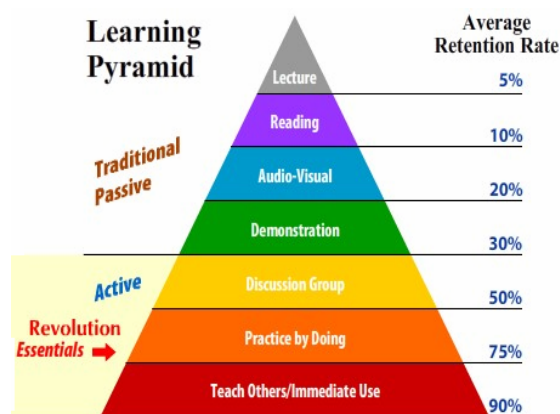 Learning
Pyramid
Average
Retention Rate
Lecture
5%
Reading
10%
Traditional
Passive
Audio-Visual
20%
Demonstration
30%
Active
Discussion Group
50%
Revolution
Essentials
Practice by Doing
75%
Teach Others/Immediate Use
90%